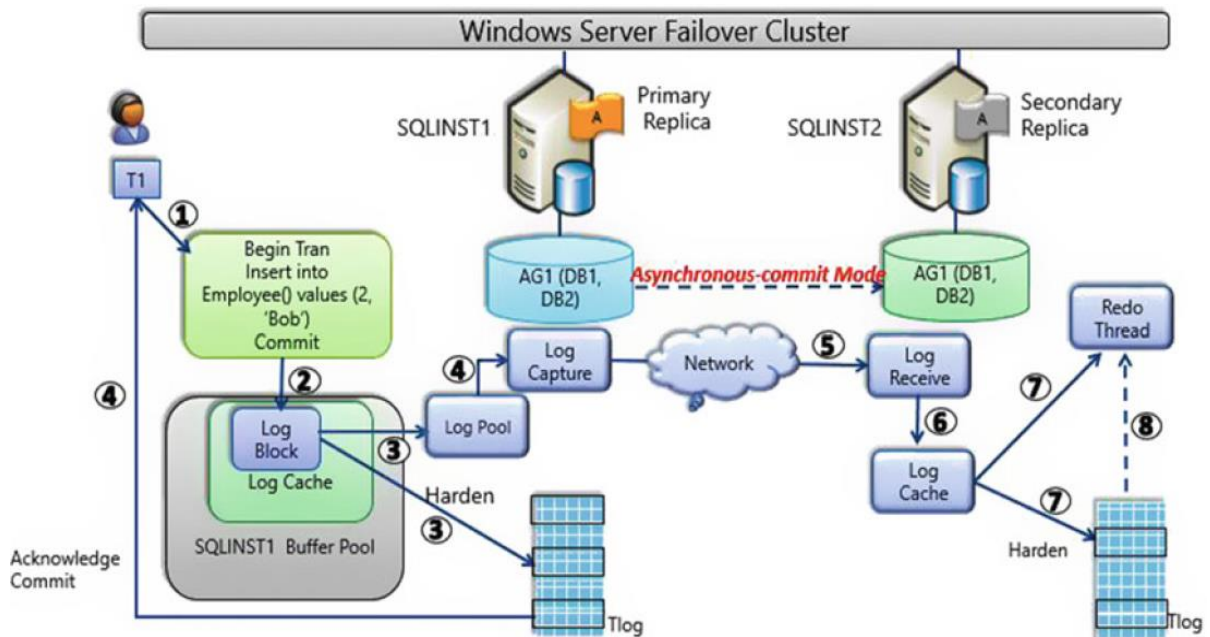 Windows Server Failover Cluster
SQLINST1
A
Primary
Replica
SQLINST2
A
Secondary
Replica
T1
①
Begin Tran
Insert into
Employee() values (2,
'Bob')
Commit
AG1 (DB1,
DB2)
Asynchronous-commit Mode
AG1 (DB1,
DB2)
Redo
Thread
②
④
Log
Block
Log Cache
SQLINST1 Buffer Pool
③
Log Pool
④
Log
Capture
Network
⑤
Log
Receive
⑥
Log
Cache
⑦
⑧
⑦
Harden
③
Harden
Acknowledge
Commit
Tlog
Tlog